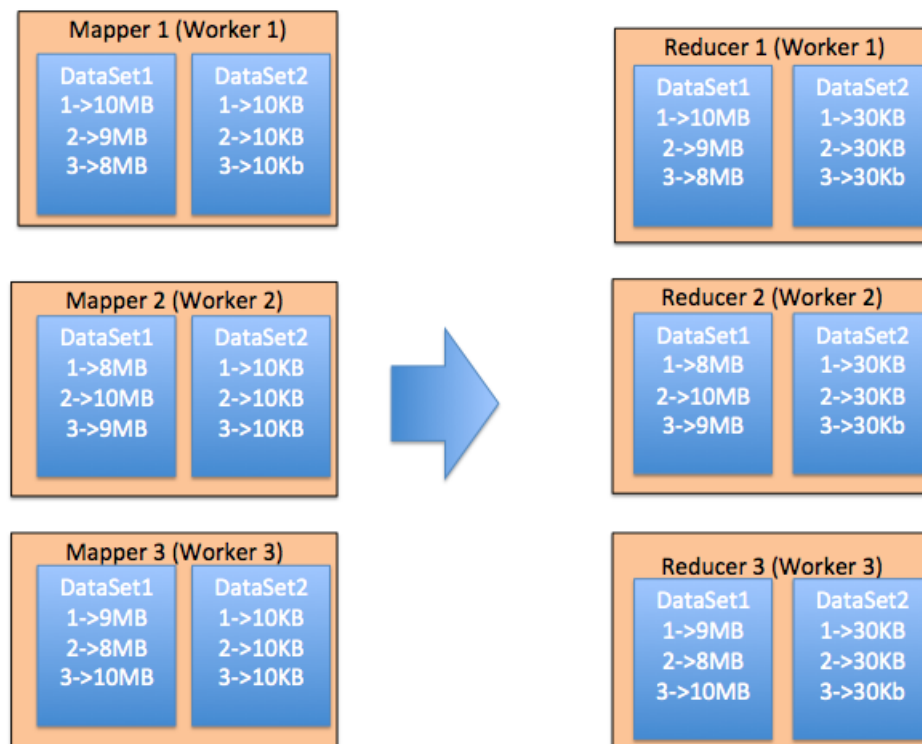 Mapper 1 (Worker 1)
DataSet1
1->10MB
2->9MB
3->8MB
DataSet2
1->10KB
2->10KB
3->10Kb
Reducer 1 (Worker 1)
DataSet1
1->10MB
2->9MB
3->8MB
DataSet2
1->30KB
2->30KB
3->30Kb
Mapper 2 (Worker 2)
DataSet1
1->8MB
2->10MB
3->9MB
DataSet2
1->10KB
2->10KB
3->10KB
Reducer 2 (Worker 2)
DataSet1
1->8MB
2->10MB
3->9MB
DataSet2
1->30KB
2->30KB
3->30Kb
Mapper 3 (Worker 3)
DataSet1
1->9MB
2->8MB
3->10MB
DataSet2
1->10KB
2->10KB
3->10KB
Reducer 3 (Worker 3)
DataSet1
1->9MB
2->8MB
3->10MB
DataSet2
1->30KB
2->30KB
3->30Kb